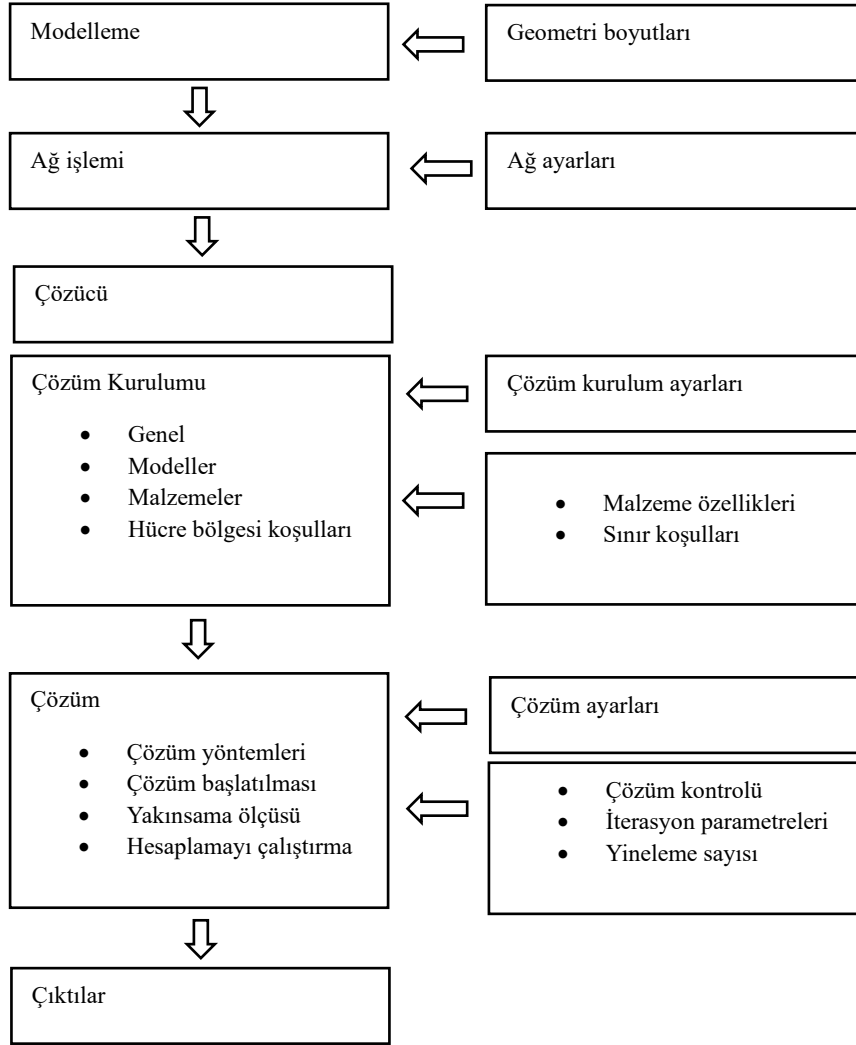 Modelleme
Geometri boyutları
Ağ işlemi
Ağ ayarları
Çözücü
Çözüm Kurulumu
• Genel
• Modeller
• Malzemeler
• Hücre bölgesi koşulları
Çözüm kurulum ayarları
• Malzeme özellikleri
• Sınır koşulları
Çözüm
• Çözüm yöntemleri
• Çözüm başlatılması
• Yakınsama ölçüsü
• Hesaplamayı çalıştırma
Çözüm ayarları
• Çözüm kontrolü
• İterasyon parametreleri
• Yineleme sayısı
Çıktılar